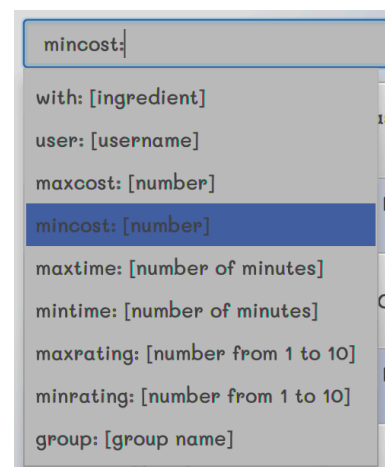 mincost:
with: [ingredient]
user: [username]
maxcost: [number]
mincost: [number]
maxtime: [number of minutes]
mintime: [number of minutes]
maxrating: [number from 1 to 10]
minrating: [number from 1 to 10]
group: [group name]